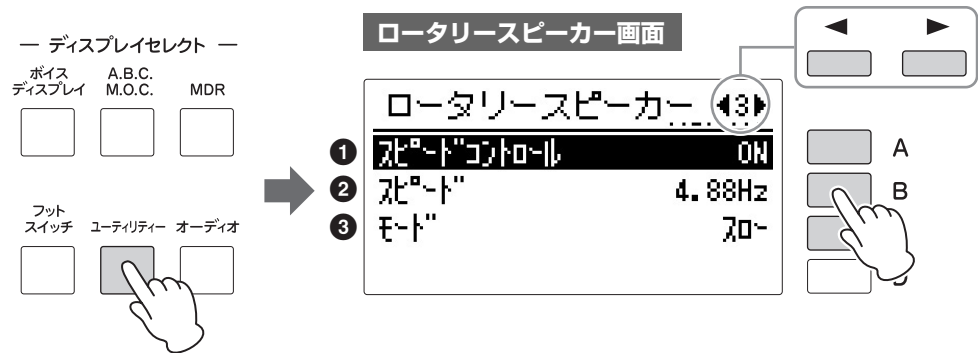 ディスプレイセレクト
ボイス
ディスプレイ
A.B.C.
M.O.C.
MDR
フット
スイッチ
ユーティリティー
オーディオ
ロータリースピーカー画面
◀ ▶
ロータリースピーカー ◀3▶
❶ スピードコントロール ON
❷ スピード 4.88Hz
❸ モード スロー
A
B